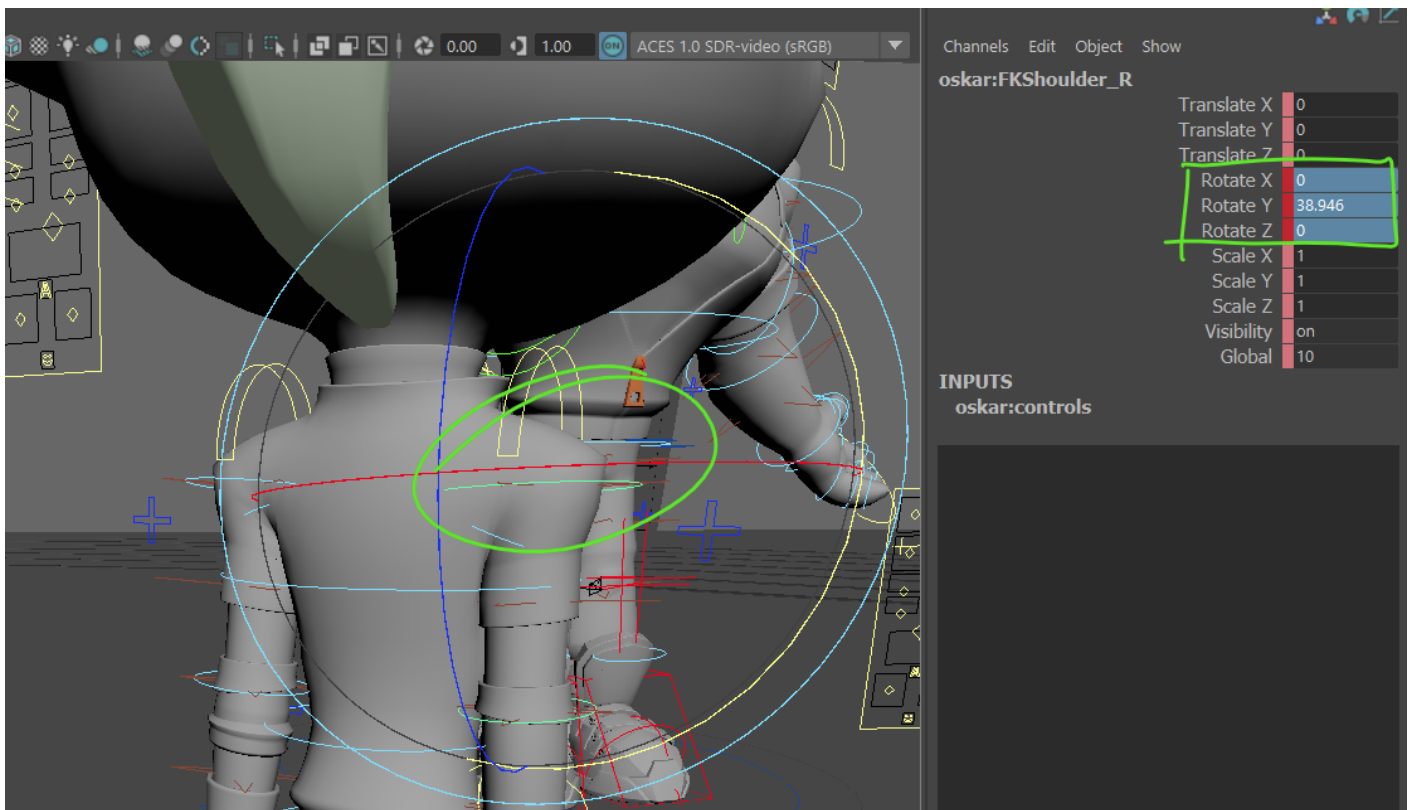 0.00 1.00 ON ACES 1.0 SDR-video (sRGB)
Channels Edit Object Show
oskar:FKShoulder_R
Translate X 0
Translate Y 0
Translate Z 0
Rotate X 0
Rotate Y 38.946
Rotate Z 0
Scale X 1
Scale Y 1
Scale Z 1
Visibility on
Global 10
INPUTS
oskar:controls